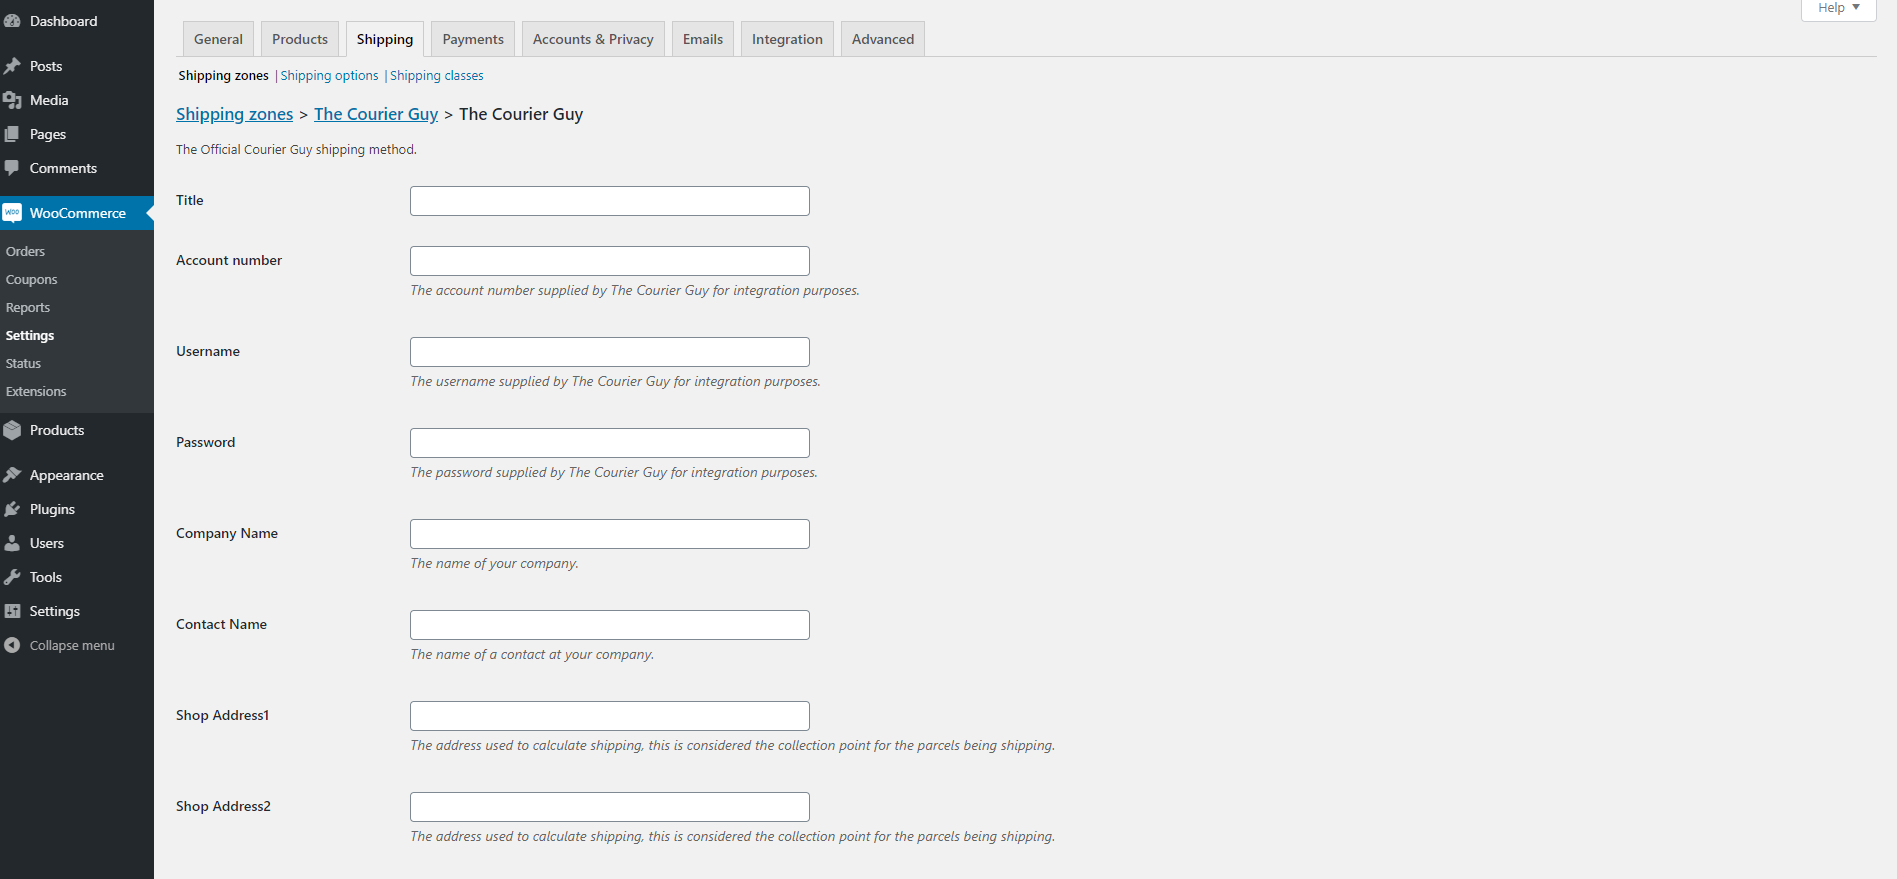 Help
Dashboard
Posts
Media
Pages
Comments
woo WooCommerce
Orders
Coupons
Reports
Settings
Status
Extensions
Products
Appearance
Plugins
Users
Tools
Settings
Collapse menu
General Products Shipping Payments Accounts & Privacy Emails Integration Advanced
Shipping zones | Shipping options | Shipping classes
Shipping zones > The Courier Guy > The Courier Guy
The Official Courier Guy shipping method.
Title
Account number
The account number supplied by The Courier Guy for integration purposes.
Username
The username supplied by The Courier Guy for integration purposes.
Password
The password supplied by The Courier Guy for integration purposes.
Company Name
The name of your company.
Contact Name
The name of a contact at your company.
Shop Address1
The address used to calculate shipping, this is considered the collection point for the parcels being shipping.
Shop Address2
The address used to calculate shipping, this is considered the collection point for the parcels being shipping.